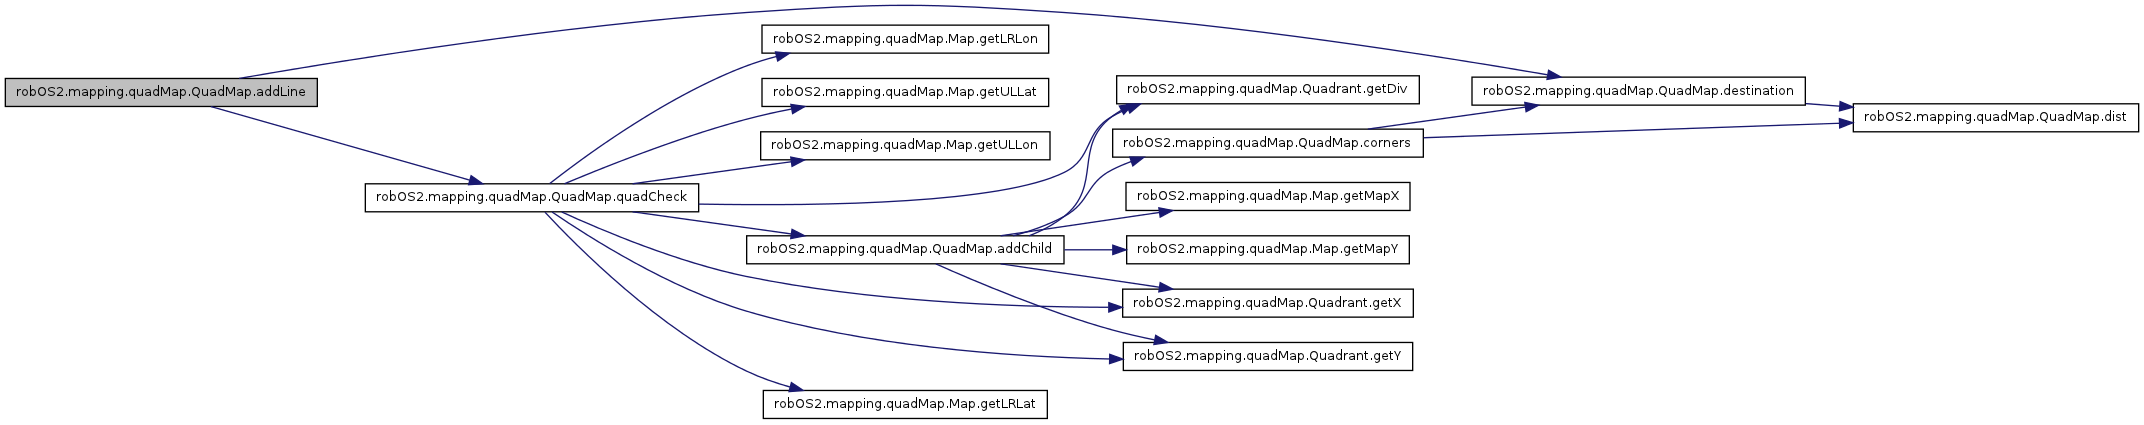 robOS2.mapping.quadMap.QuadMap.addLine
robOS2.mapping.quadMap.QuadMap.quadCheck
robOS2.mapping.quadMap.Map.getLRLon
robOS2.mapping.quadMap.Map.getULLat
robOS2.mapping.quadMap.Map.getULLon
robOS2.mapping.quadMap.QuadMap.addChild
robOS2.mapping.quadMap.Map.getLRLat
robOS2.mapping.quadMap.Quadrant.getDiv
robOS2.mapping.quadMap.QuadMap.corners
robOS2.mapping.quadMap.Map.getMapX
robOS2.mapping.quadMap.Map.getMapY
robOS2.mapping.quadMap.Quadrant.getX
robOS2.mapping.quadMap.Quadrant.getY
robOS2.mapping.quadMap.QuadMap.destination
robOS2.mapping.quadMap.QuadMap.dist